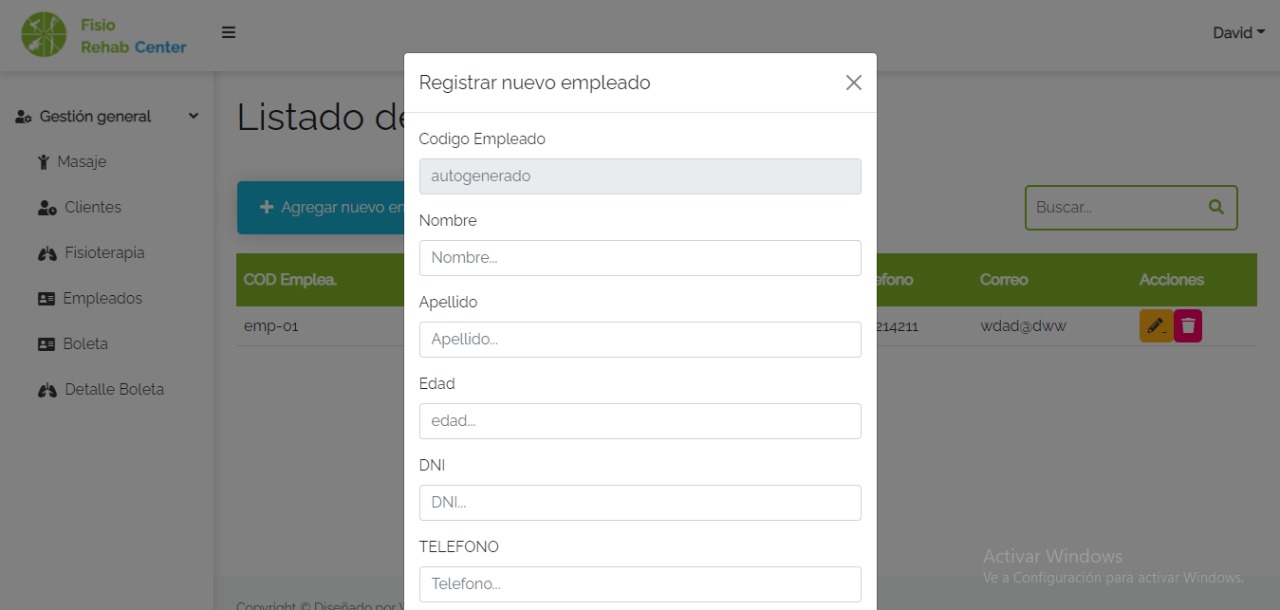 Fisio
Rehab Center
David
Gestión general
Masaje
Clientes
Fisioterapia
Empleados
Boleta
Detalle Boleta
Listado de
Agregar nuevo em
Buscar...
COD Emplea.
efono
Correo
Acciones
emp-01
214211
wdad@dww
Registrar nuevo empleado
Codigo Empleado
autogenerado
Nombre
Nombre...
Apellido
Apellido...
Edad
edad...
DNI
DNI...
TELEFONO
Telefono...
Activar Windows
Ve a Configuración para activar Windows.
Copyright © Diseñado por